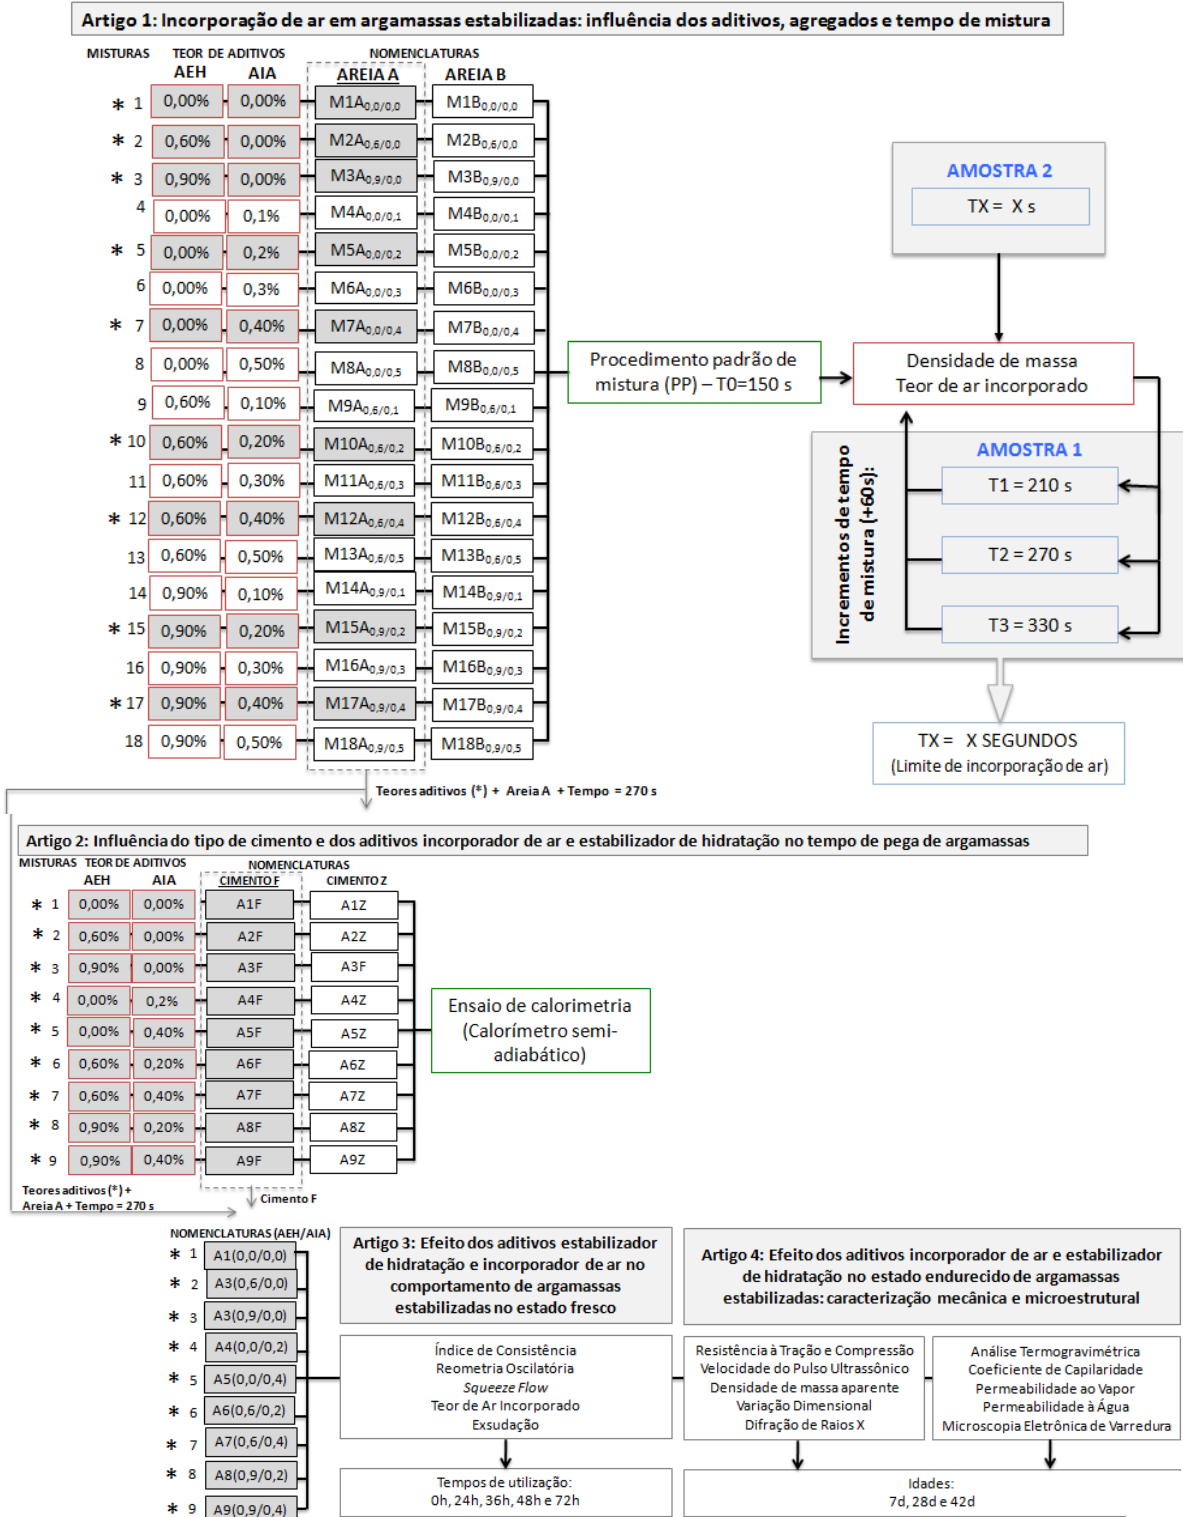 Artigo 1: Incorporação de ar em argamassas estabilizadas: influência dos aditivos, agregados e tempo de mistura
MISTURAS TEOR DE ADITIVOS NOMENCLATURAS
AEH AIA AREIA A AREIA B
* 1 0,00% 0,00% M1A0,0/0,0 M1B0,0/0,0
* 2 0,60% 0,00% M2A0,6/0,0 M2B0,6/0,0
* 3 0,90% 0,00% M3A0,9/0,0 M3B0,9/0,0
4 0,00% 0,1% M4A0,0/0,1 M4B0,0/0,1
* 5 0,00% 0,2% M5A0,0/0,2 M5B0,0/0,2
6 0,00% 0,3% M6A0,0/0,3 M6B0,0/0,3
* 7 0,00% 0,40% M7A0,0/0,4 M7B0,0/0,4
8 0,00% 0,50% M8A0,0/0,5 M8B0,0/0,5
9 0,60% 0,10% M9A0,6/0,1 M9B0,6/0,1
* 10 0,60% 0,20% M10A0,6/0,2 M10B0,6/0,2
11 0,60% 0,30% M11A0,6/0,3 M11B0,6/0,3
* 12 0,60% 0,40% M12A0,6/0,4 M12B0,6/0,4
13 0,60% 0,50% M13A0,6/0,5 M13B0,6/0,5
14 0,90% 0,10% M14A0,9/0,1 M14B0,9/0,1
* 15 0,90% 0,20% M15A0,9/0,2 M15B0,9/0,2
16 0,90% 0,30% M16A0,9/0,3 M16B0,9/0,3
* 17 0,90% 0,40% M17A0,9/0,4 M17B0,9/0,4
18 0,90% 0,50% M18A0,9/0,5 M18B0,9/0,5
Procedimento padrão de
mistura (PP) – T0=150 s
AMOSTRA 2
TX = X s
Densidade de massa
Teor de ar incorporado
AMOSTRA 1
Incrementos de tempo
de mistura (+60s):
T1 = 210 s
T2 = 270 s
T3 = 330 s
TX = X SEGUNDOS
(Limite de incorporação de ar)
Teores aditivos (*) + Areia A + Tempo = 270 s
Artigo 2: Influência do tipo de cimento e dos aditivos incorporador de ar e estabilizador de hidratação no tempo de pega de argamassas
MISTURAS TEOR DE ADITIVOS NOMENCLATURAS
AEH AIA CIMENTO F CIMENTO Z
* 1 0,00% 0,00% A1F A1Z
* 2 0,60% 0,00% A2F A2Z
* 3 0,90% 0,00% A3F A3F
* 4 0,00% 0,2% A4F A4Z
* 5 0,00% 0,40% A5F A5Z
* 6 0,60% 0,20% A6F A6Z
* 7 0,60% 0,40% A7F A7Z
* 8 0,90% 0,20% A8F A8Z
* 9 0,90% 0,40% A9F A9Z
Ensaio de calorimetria
(Calorímetro semi-
adiabático)
Teores aditivos (*) +
Areia A + Tempo = 270 s
Cimento F
NOMENCLATURAS (AEH/AIA)
* 1 A1(0,0/0,0)
* 2 A3(0,6/0,0)
* 3 A3(0,9/0,0)
* 4 A4(0,0/0,2)
* 5 A5(0,0/0,4)
* 6 A6(0,6/0,2)
* 7 A7(0,6/0,4)
* 8 A8(0,9/0,2)
* 9 A9(0,9/0,4)
Artigo 3: Efeito dos aditivos estabilizador
de hidratação e incorporador de ar no
comportamento de argamassas
estabilizadas no estado fresco
Índice de Consistência
Reometria Oscilatória
Squeeze Flow
Teor de Ar Incorporado
Exsudação
Tempos de utilização:
0h, 24h, 36h, 48h e 72h
Artigo 4: Efeito dos aditivos incorporador de ar e estabilizador
de hidratação no estado endurecido de argamassas
estabilizadas: caracterização mecânica e microestrutural
Resistência à Tração e Compressão
Velocidade do Pulso Ultrassônico
Densidade de massa aparente
Variação Dimensional
Difração de Raios X
Análise Termogravimétrica
Coeficiente de Capilaridade
Permeabilidade ao Vapor
Permeabilidade à Água
Microscopia Eletrônica de Varredura
Idades:
7d, 28d e 42d